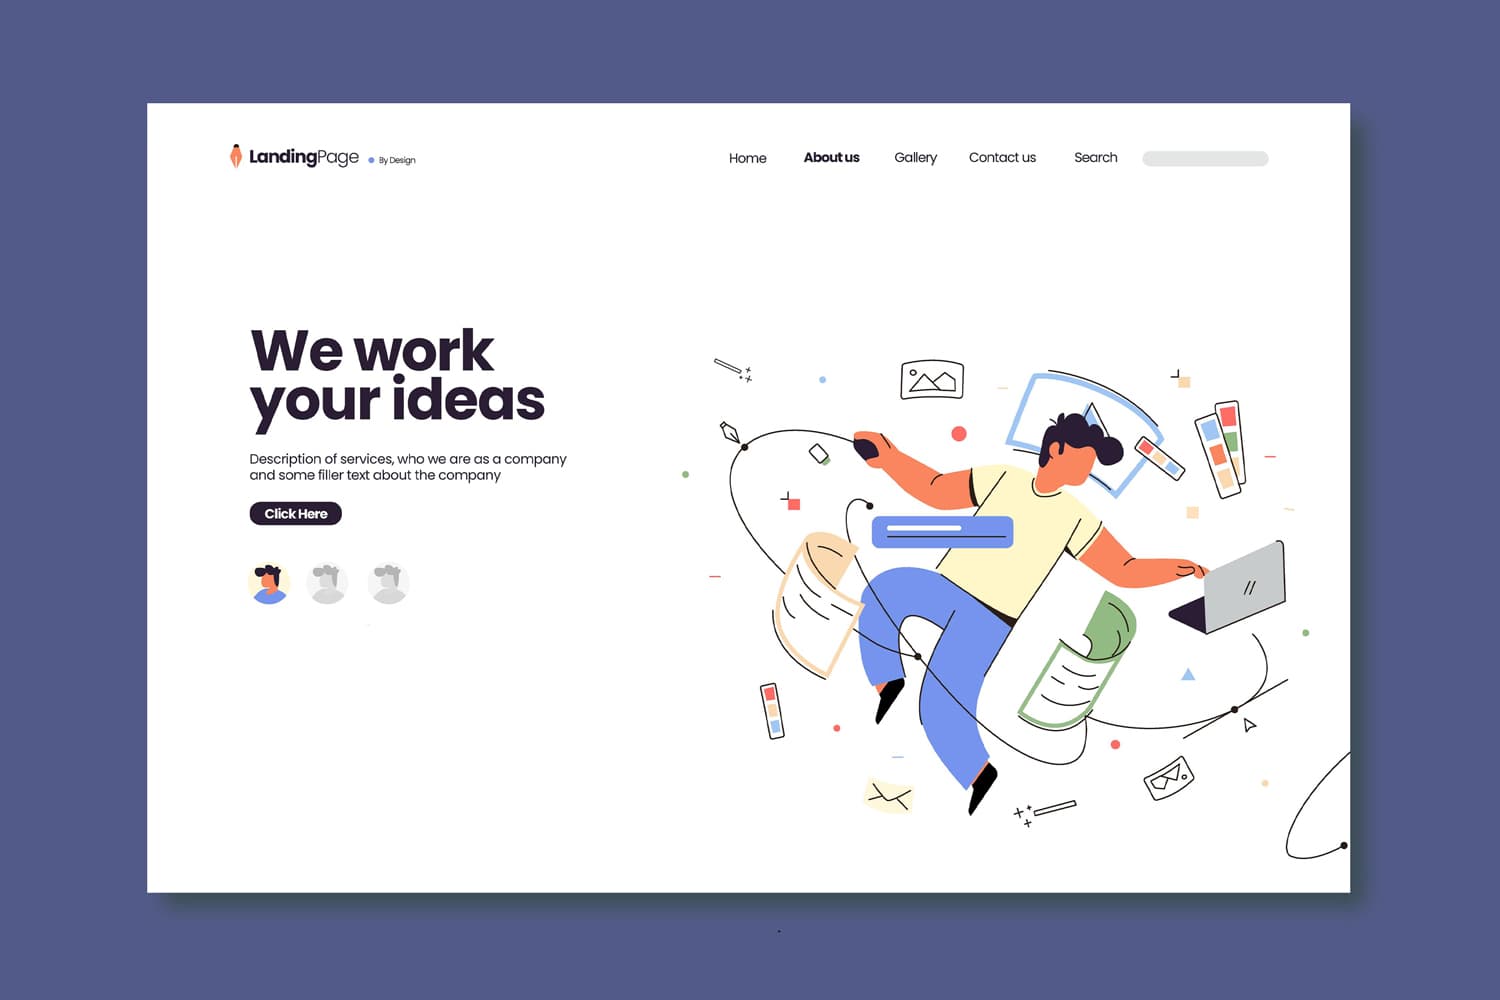 LandingPage By Design
Home About us Gallery Contact us Search
We work
your ideas
Description of services, who we are as a company
and some filler text about the company
Click Here